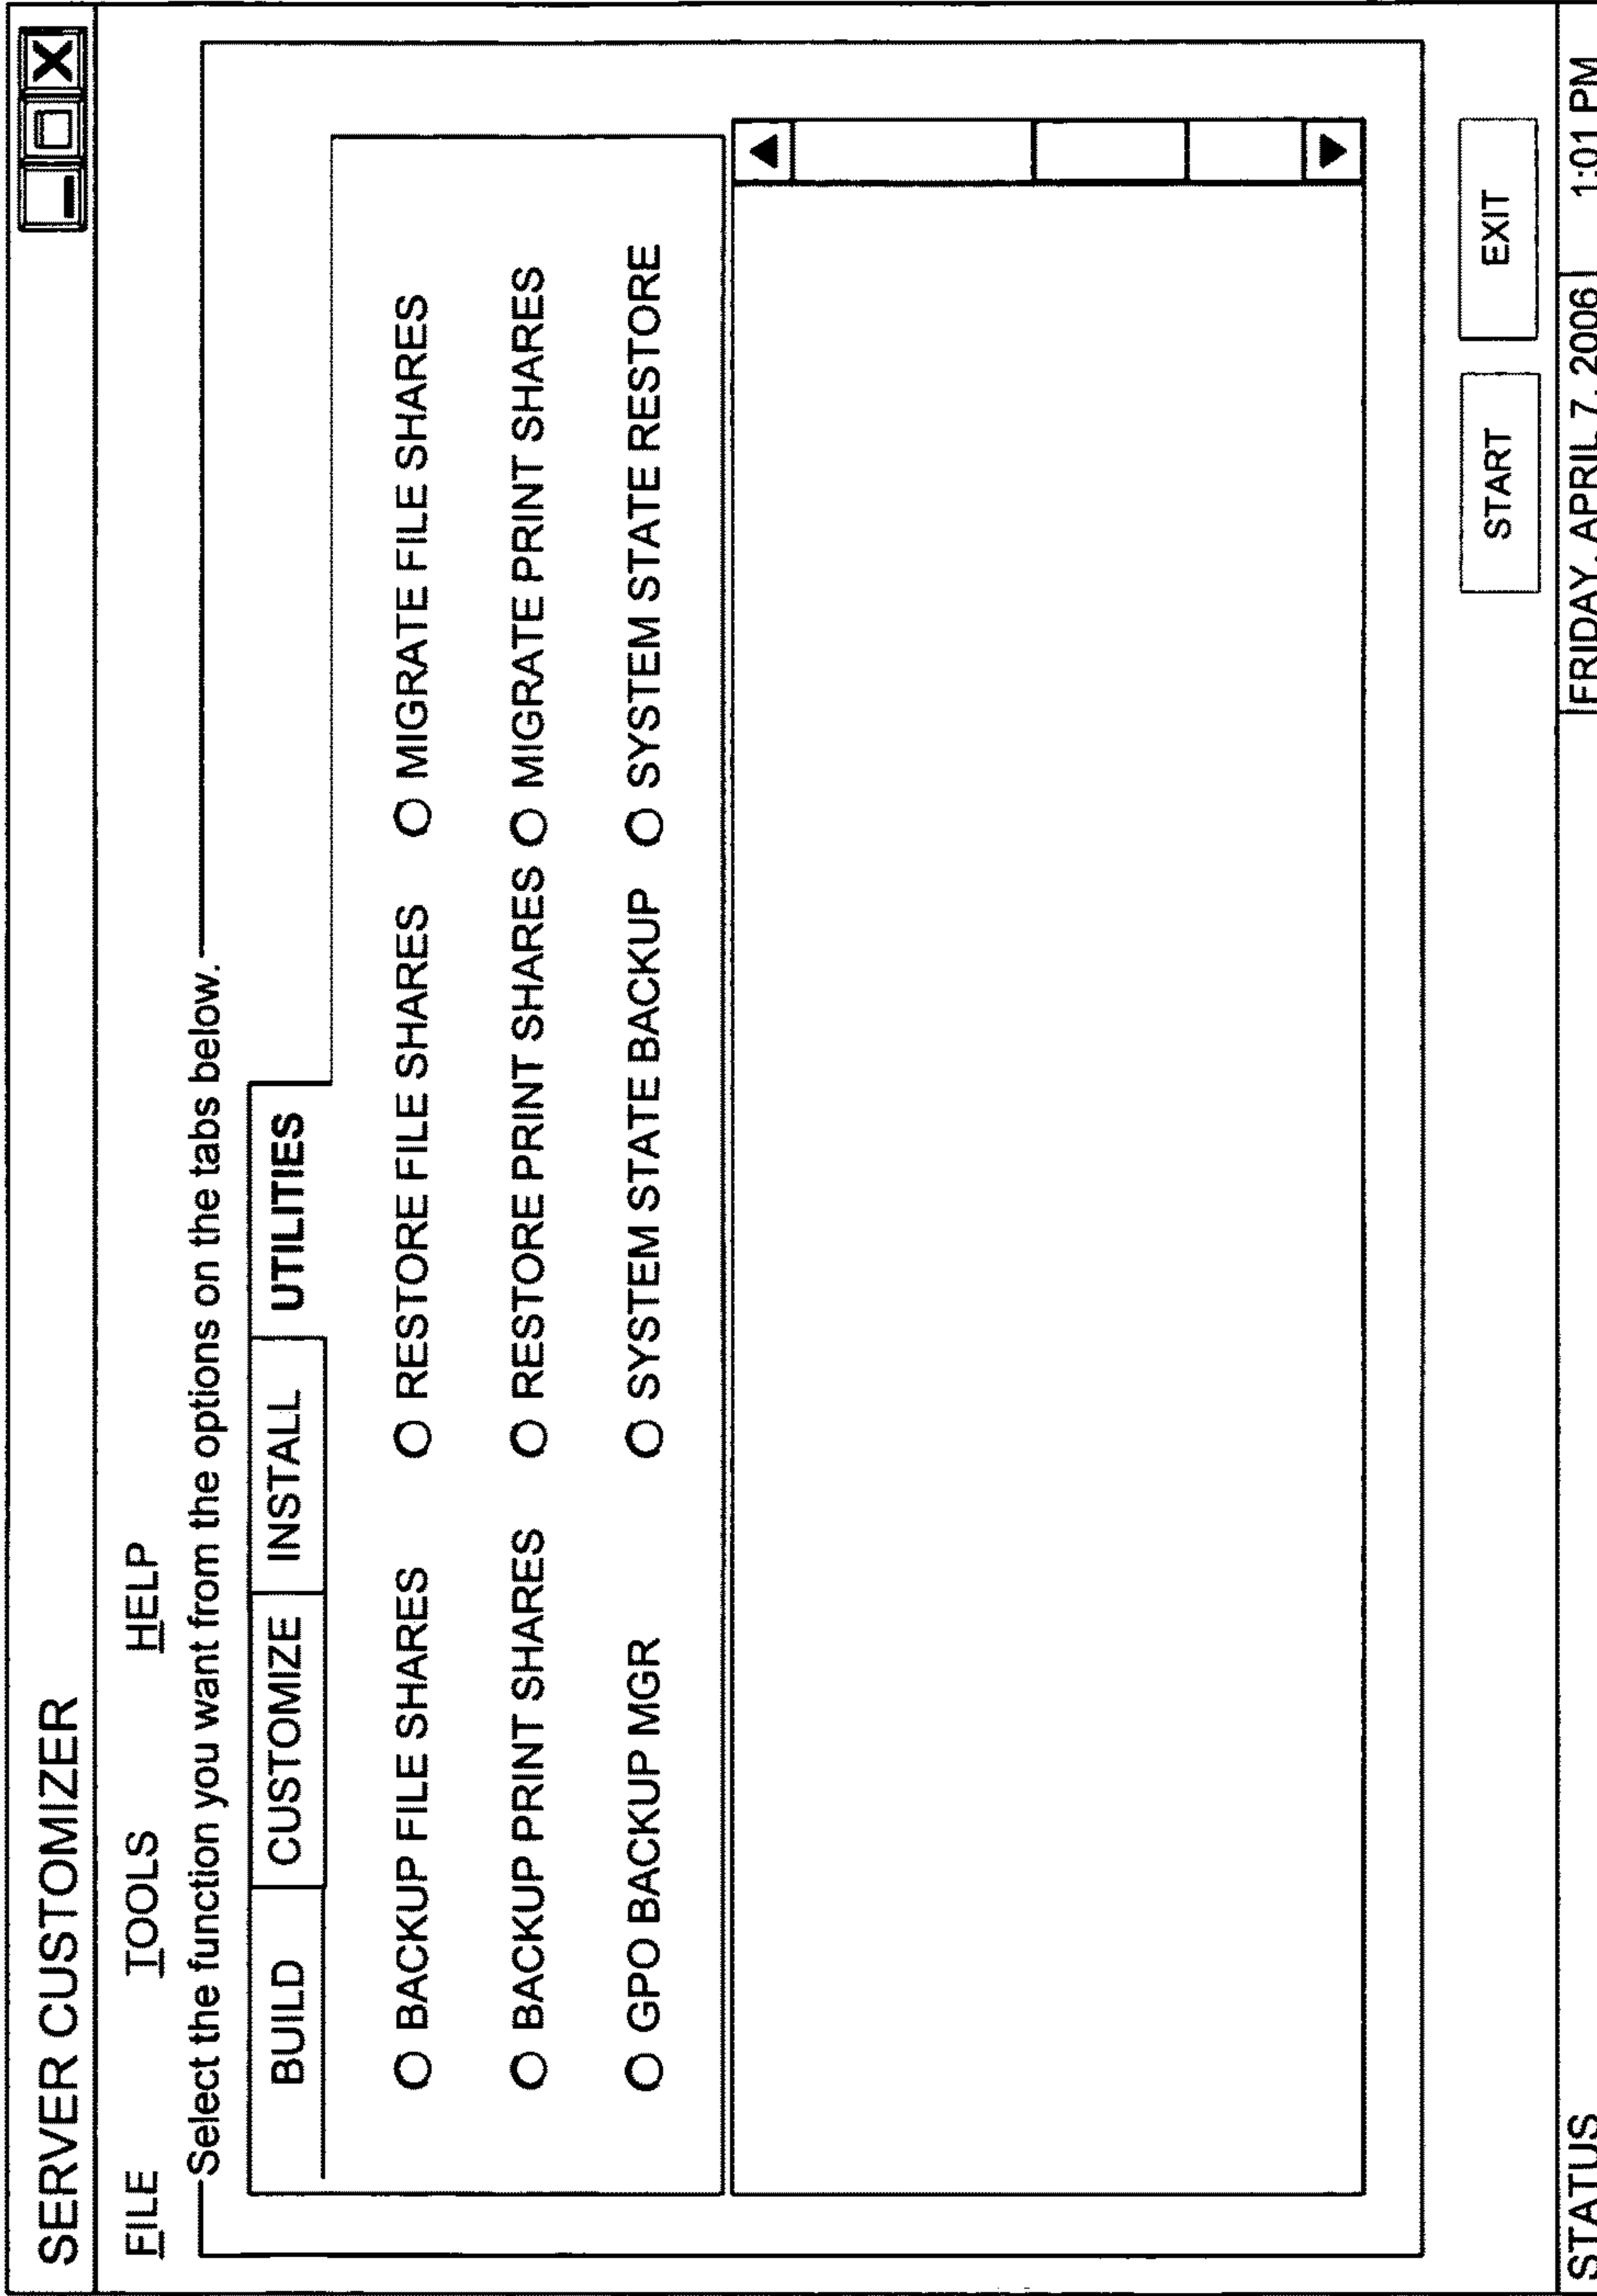 SERVER CUSTOMIZER
FILE TOOLS HELP
Select the function you want from the options on the tabs below.
BUILD CUSTOMIZE INSTALL UTILITIES
BACKUP FILE SHARES RESTORE FILE SHARES MIGRATE FILE SHARES
BACKUP PRINT SHARES RESTORE PRINT SHARES MIGRATE PRINT SHARES
GPO BACKUP MGR SYSTEM STATE BACKUP SYSTEM STATE RESTORE
START EXIT
STATUS FRIDAY, APRIL 7, 2006 1:01 PM